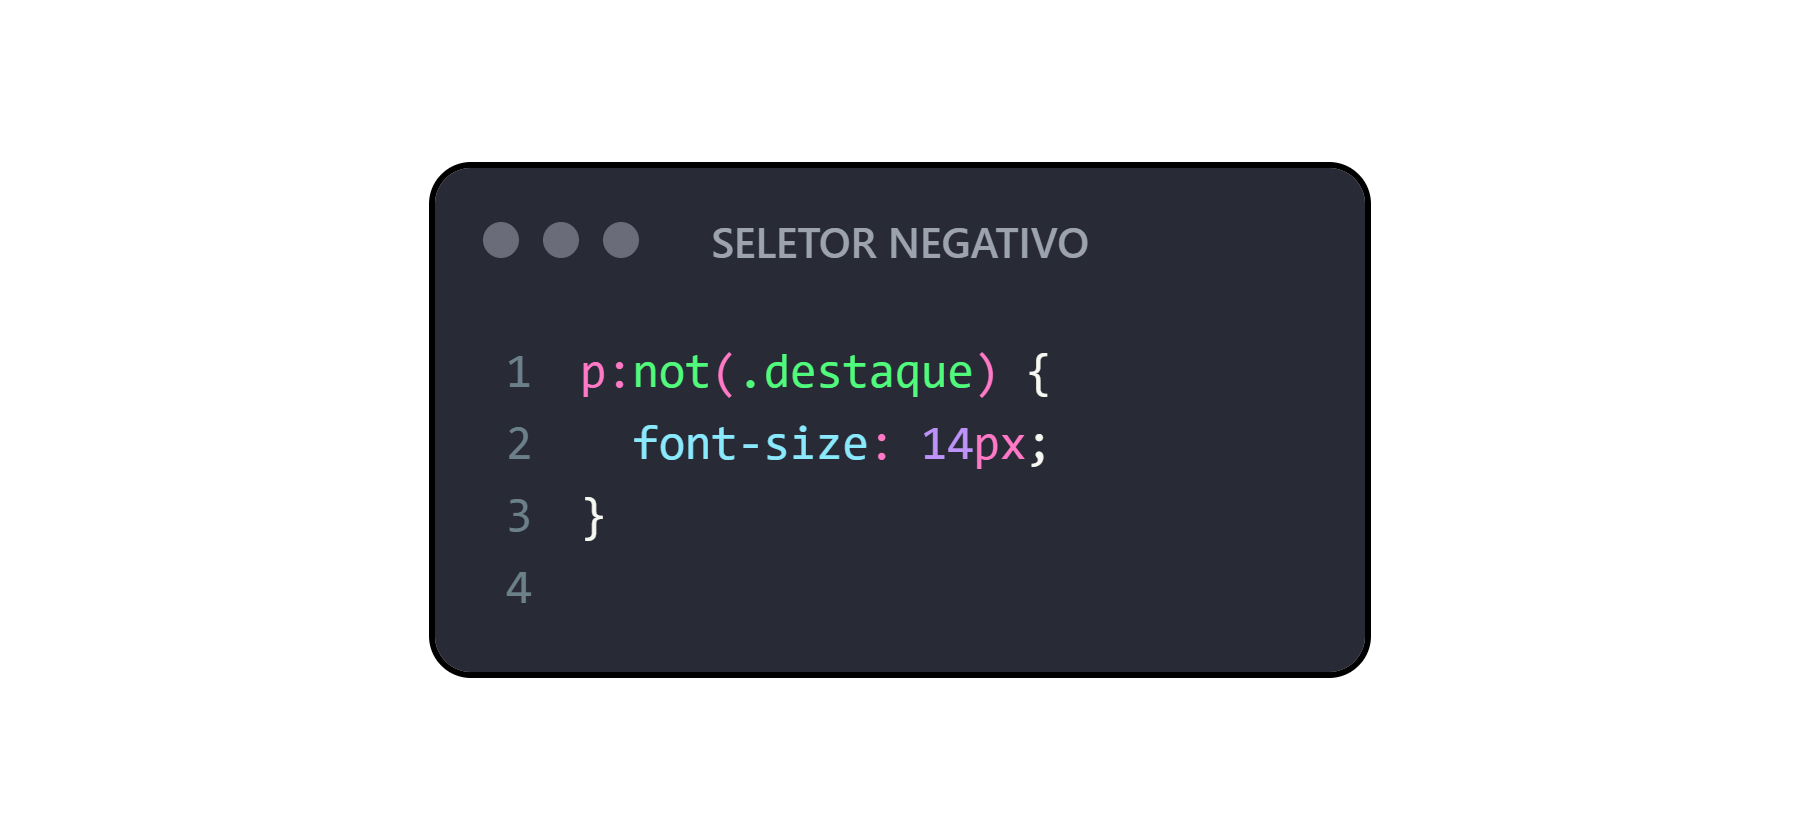 SELETOR NEGATIVO
1 p:not(.destaque) {
2   font-size: 14px;
3 }
4